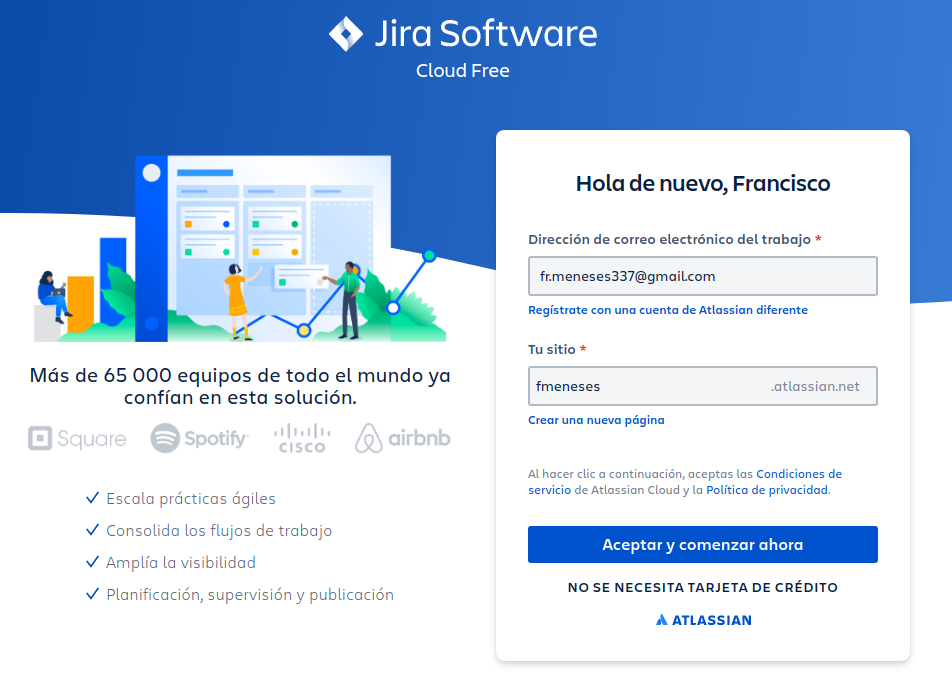 Jira Software
Cloud Free
Más de 65 000 equipos de todo el mundo ya
confían en esta solución.
Square Spotify CISCO airbnb
Escala prácticas ágiles
Consolida los flujos de trabajo
Amplía la visibilidad
Planificación, supervisión y publicación
Hola de nuevo, Francisco
Dirección de correo electrónico del trabajo *
fr.meneses337@gmail.com
Regístrate con una cuenta de Atlassian diferente
Tu sitio *
fmeneses .atlassian.net
Crear una nueva página
Al hacer clic a continuación, aceptas las Condiciones de
servicio de Atlassian Cloud y la Política de privacidad.
Aceptar y comenzar ahora
NO SE NECESITA TARJETA DE CRÉDITO
ATLASSIAN